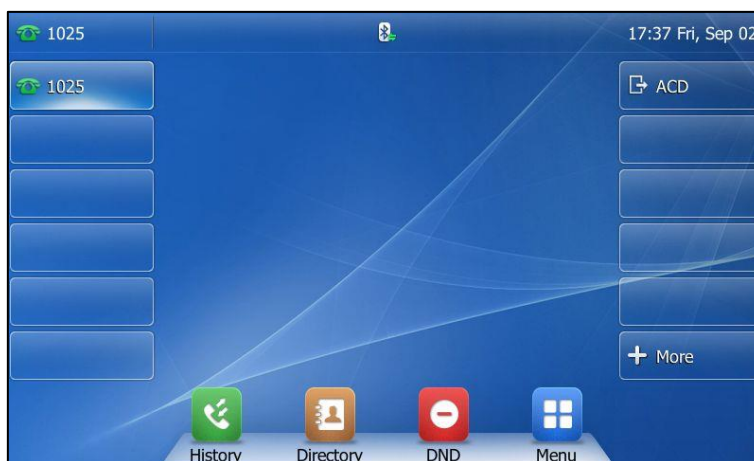 1025
17:37 Fri, Sep 02
1025
ACD
More
History
Directory
DND
Menu